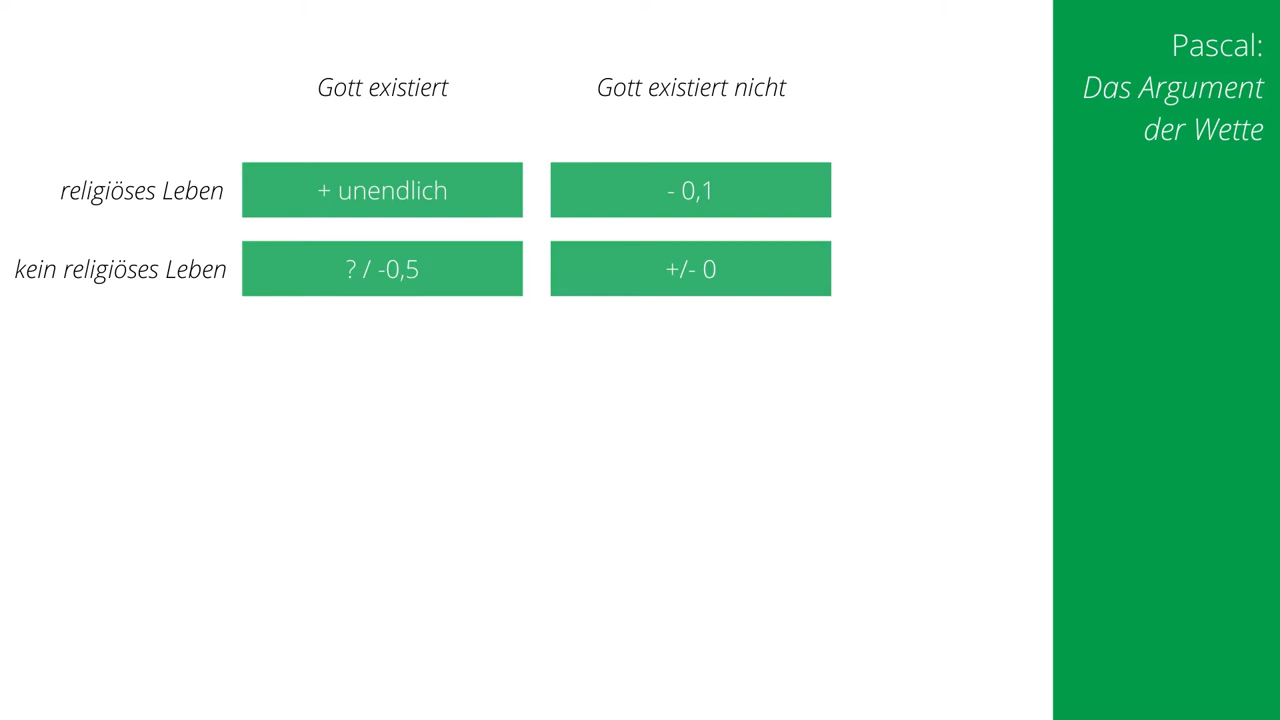 Pascal:
Das Argument
der Wette
Gott existiert
Gott existiert nicht
religiöses Leben
+ unendlich
- 0,1
kein religiöses Leben
? / -0,5
+/- 0